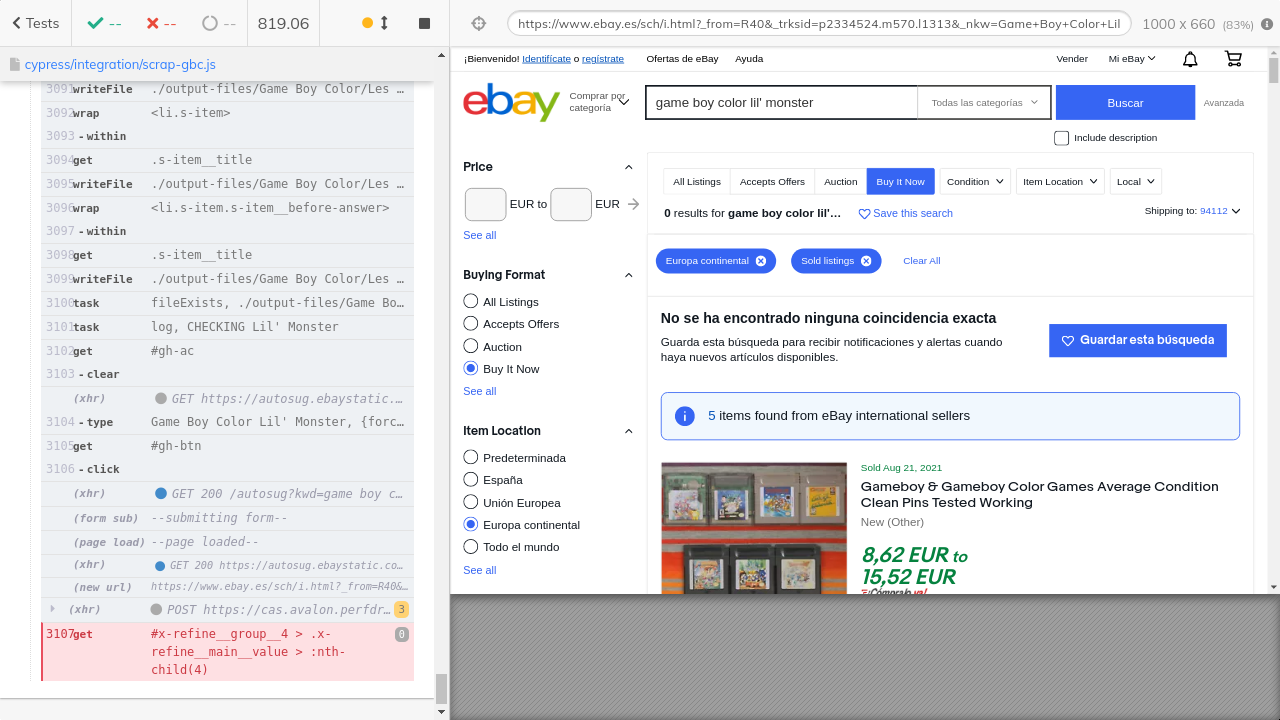 Tests
--
--
--
819.06
https://www.ebay.es/sch/i.html?_from=R40&_trksid=p2334524.m570.l1313&_nkw=Game+Boy+Color+Lil
1000 x 660 (83%)
cypress/integration/scrap-gbc.js
3091 writeFile ./output-files/Game Boy Color/Les …
3092 wrap <li.s-item>
3093 - within
3094 get .s-item__title
3095 writeFile ./output-files/Game Boy Color/Les …
3096 wrap <li.s-item.s-item__before-answer>
3097 - within
3098 get .s-item__title
3099 writeFile ./output-files/Game Boy Color/Les …
3100 task fileExists, ./output-files/Game Bo…
3101 task log, CHECKING Lil' Monster
3102 get #gh-ac
3103 - clear
(xhr) GET https://autosug.ebaystatic.…
3104 - type Game Boy Color Lil' Monster, {forc…
3105 get #gh-btn
3106 - click
(xhr) GET 200 /autosug?kwd=game boy c…
(form sub) --submitting form--
(page load) --page loaded--
(xhr) GET 200 https://autosug.ebaystatic.co…
(new url) https://www.ebay.es/sch/i.html?_from=R40&…
(xhr) POST https://cas.avalon.perfdr… 3
3107 get #x-refine__group__4 > .x- 0
refine__main__value > :nth-
child(4)
¡Bienvenido! Identifícate o regístrate Ofertas de eBay Ayuda Vender Mi eBay
ebay
Comprar por
categoría
game boy color lil' monster
Todas las categorías
Buscar
Avanzada
Include description
Price
EUR to EUR
See all
Buying Format
All Listings
Accepts Offers
Auction
Buy It Now
See all
Item Location
Predeterminada
España
Unión Europea
Europa continental
Todo el mundo
See all
All Listings Accepts Offers Auction Buy It Now Condition Item Location Local
0 results for game boy color lil'… Save this search Shipping to: 94112
Europa continental Sold listings Clear All
No se ha encontrado ninguna coincidencia exacta
Guarda esta búsqueda para recibir notificaciones y alertas cuando
haya nuevos artículos disponibles.
Guardar esta búsqueda
5 items found from eBay international sellers
Sold Aug 21, 2021
Gameboy & Gameboy Color Games Average Condition
Clean Pins Tested Working
New (Other)
8,62 EUR to
15,52 EUR
¡Cómpralo ya!